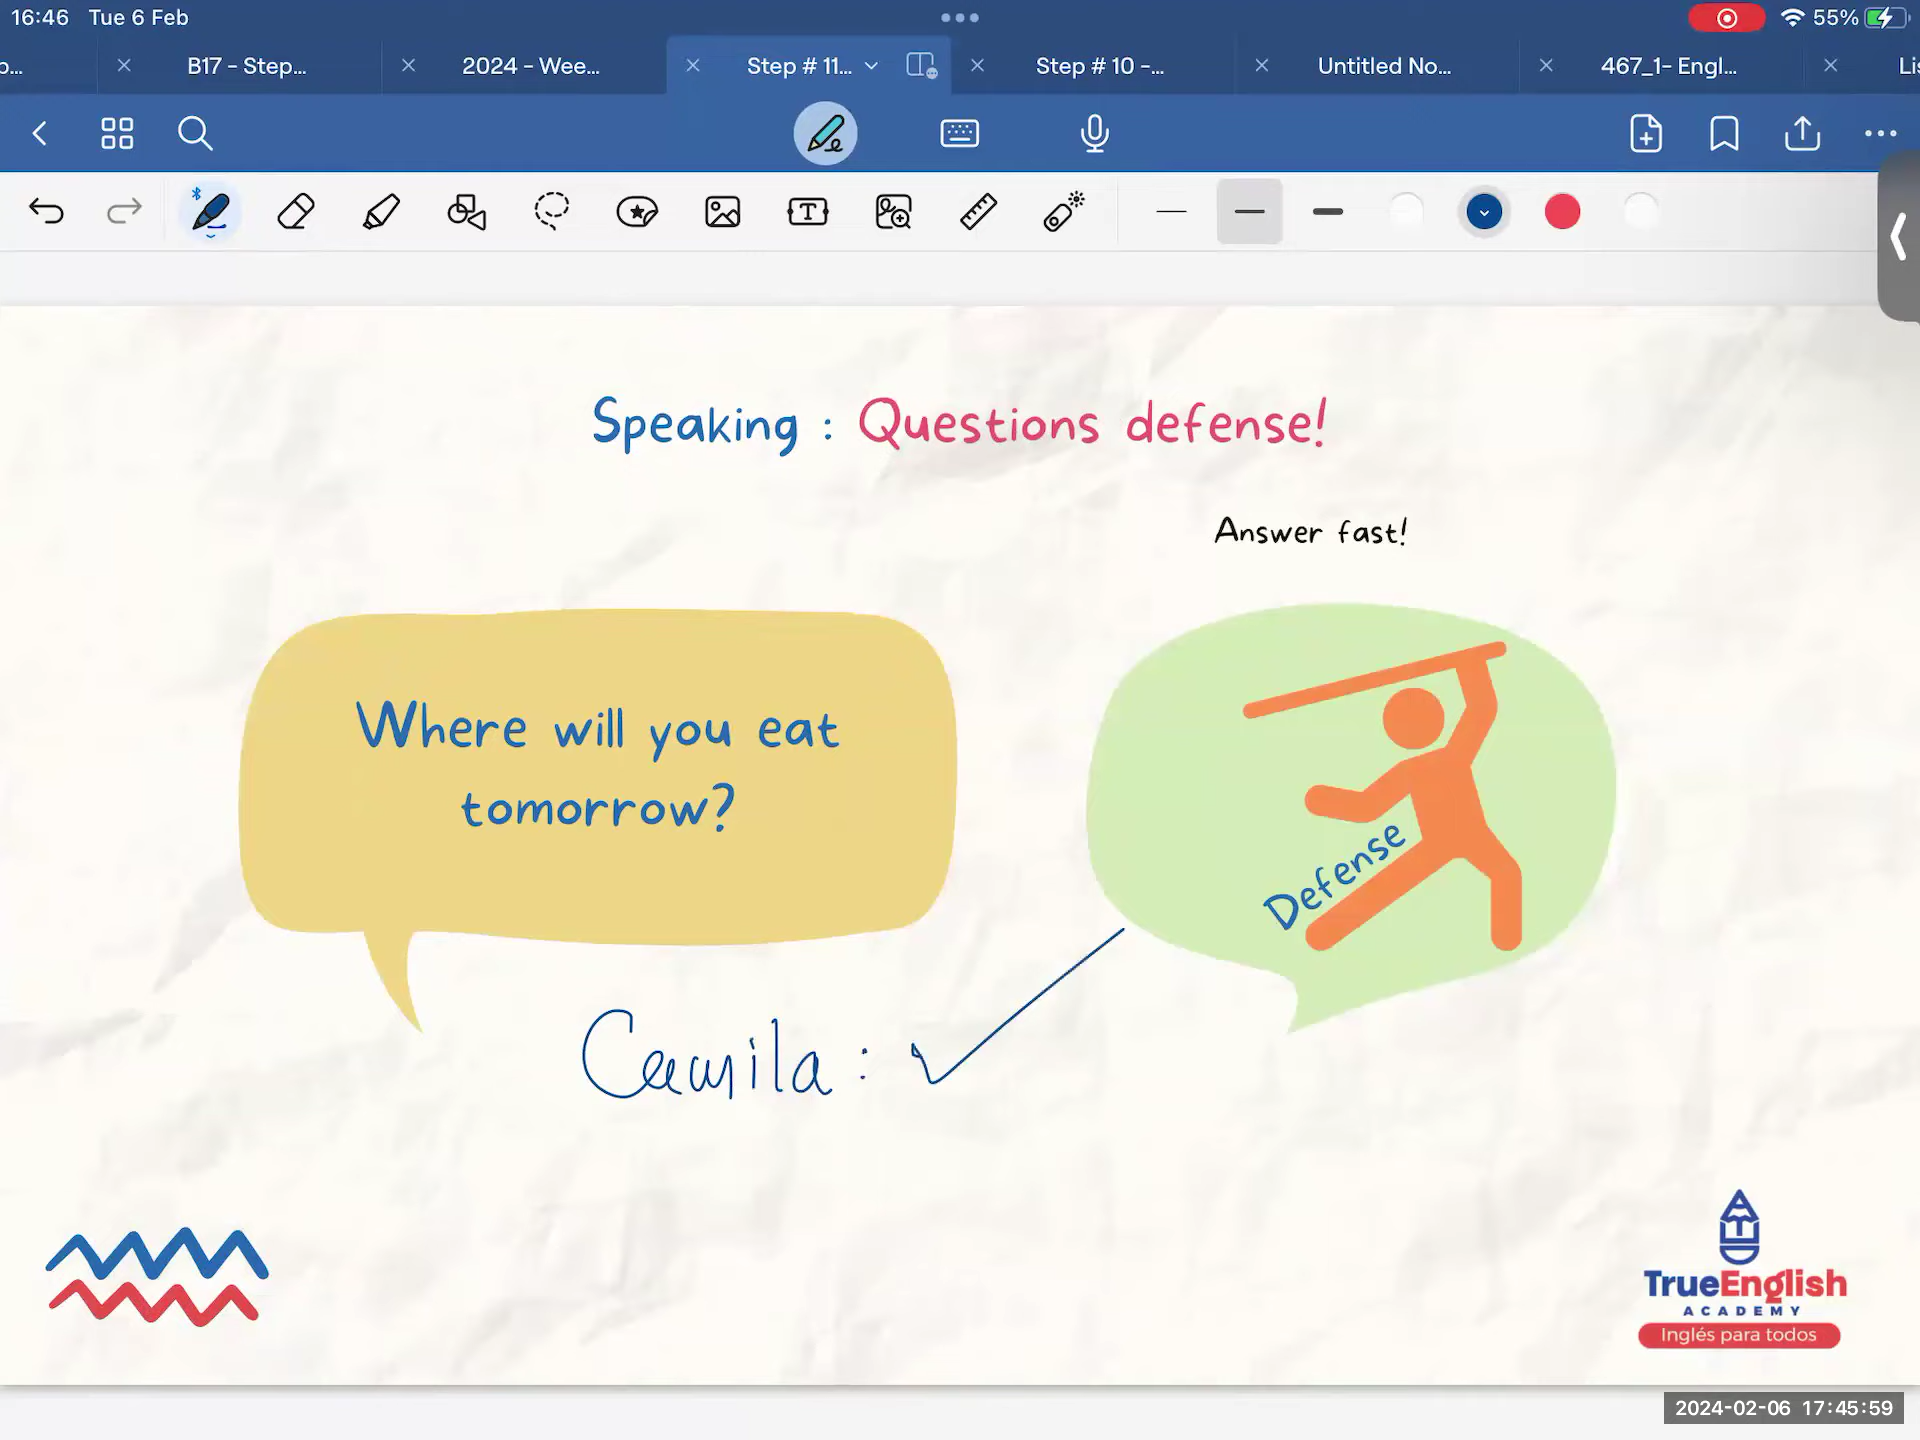 16:46 Tue 6 Feb
55%
B17 - Step...
2024 - Wee...
Step # 11...
Step # 10 -...
Untitled No...
467_1- Engl...
Speaking : Questions defense!
Answer fast!
Where will you eat
tomorrow?
Defense
Camila :
TrueEnglish
ACADEMY
Inglés para todos
2024-02-06 17:45:59